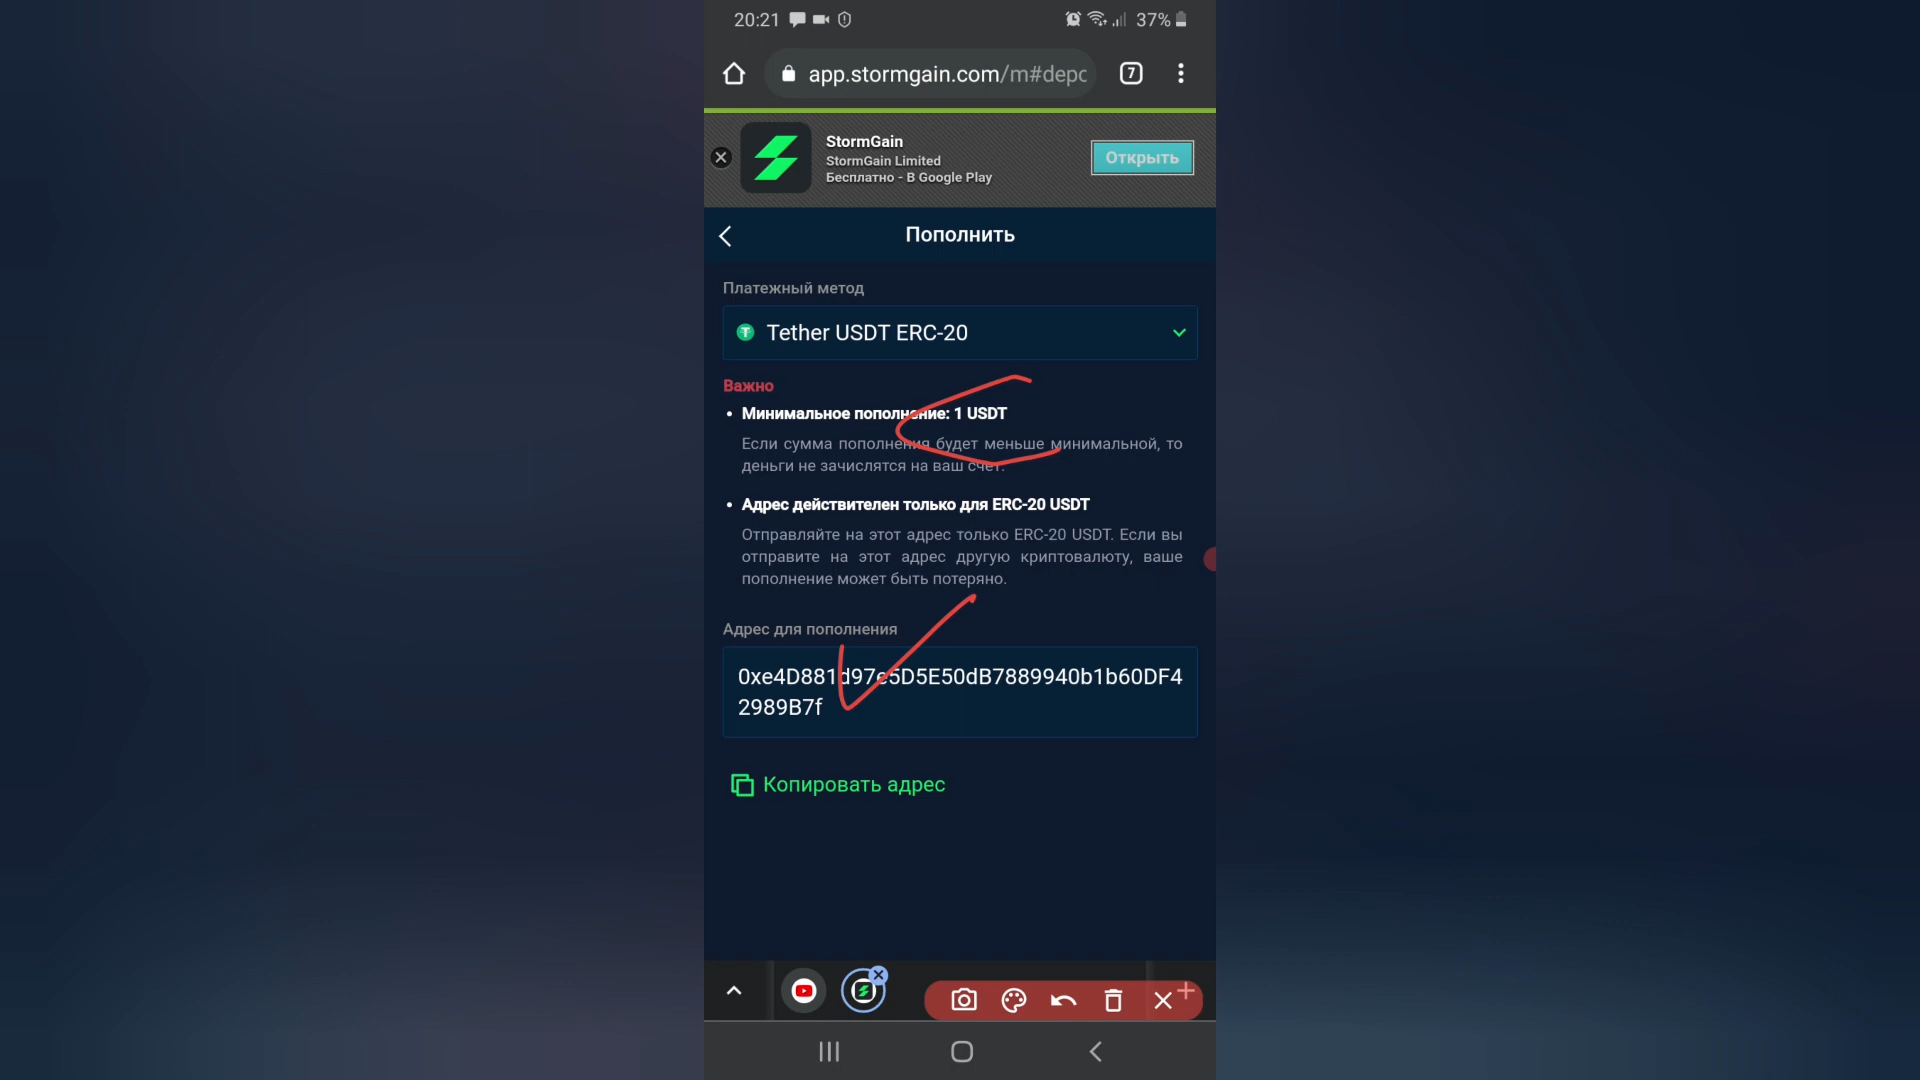 20:21
37%
app.stormgain.com/m#depo
7
StormGain
StormGain Limited
Бесплатно - В Google Play
Открыть
Пополнить
Платежный метод
Tether USDT ERC-20
Важно
• Минимальное пополнение: 1 USDT
Если сумма пополнения будет меньше минимальной, то
деньги не зачислятся на ваш счет.
• Адрес действителен только для ERC-20 USDT
Отправляйте на этот адрес только ERC-20 USDT. Если вы
отправите на этот адрес другую криптовалюту, ваше
пополнение может быть потеряно.
Адрес для пополнения
0xe4D881d97e5D5E50dB7889940b1b60DF4
2989B7f
Копировать адрес